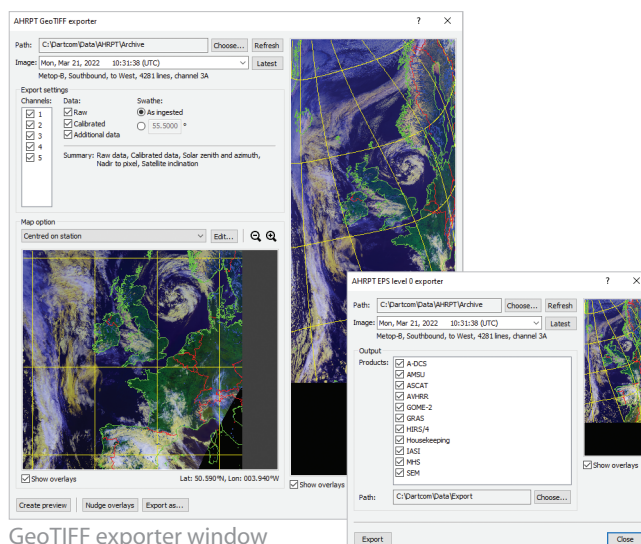 AHRPT GeoTIFF exporter ? ×
Path: C:\Dartcom\Data\AHRPT\Archive Choose... Refresh
Image: Mon, Mar 21, 2022 10:31:38 (UTC) Latest
Metop-B, Southbound, to West, 4281 lines, channel 3A
Export settings
Channels: Data: Swathe:
1 Raw As ingested
2 Calibrated 55.5000 °
3 Additional data
4
5 Summary: Raw data, Calibrated data, Solar zenith and azimuth,
Nadir to pixel, Satellite inclination
Map option
Centred on station Edit...
Show overlays Lat: 50.590°N, Lon: 003.940°W
Show overlays
Create preview Nudge overlays Export as...
GeoTIFF exporter window
AHRPT EPS level 0 exporter ? ×
Path: C:\Dartcom\Data\AHRPT\Archive Choose... Refresh
Image: Mon, Mar 21, 2022 10:31:38 (UTC) Latest
Metop-B, Southbound, to West, 4281 lines, channel 3A
Output
Products: A-DCS
AMSU
ASCAT
AVHRR
GOME-2
GRAS
HIRS/4
Housekeeping
IASI
MHS
SEM
Show overlays
Path: C:\Dartcom\Data\Export Choose...
Export Close